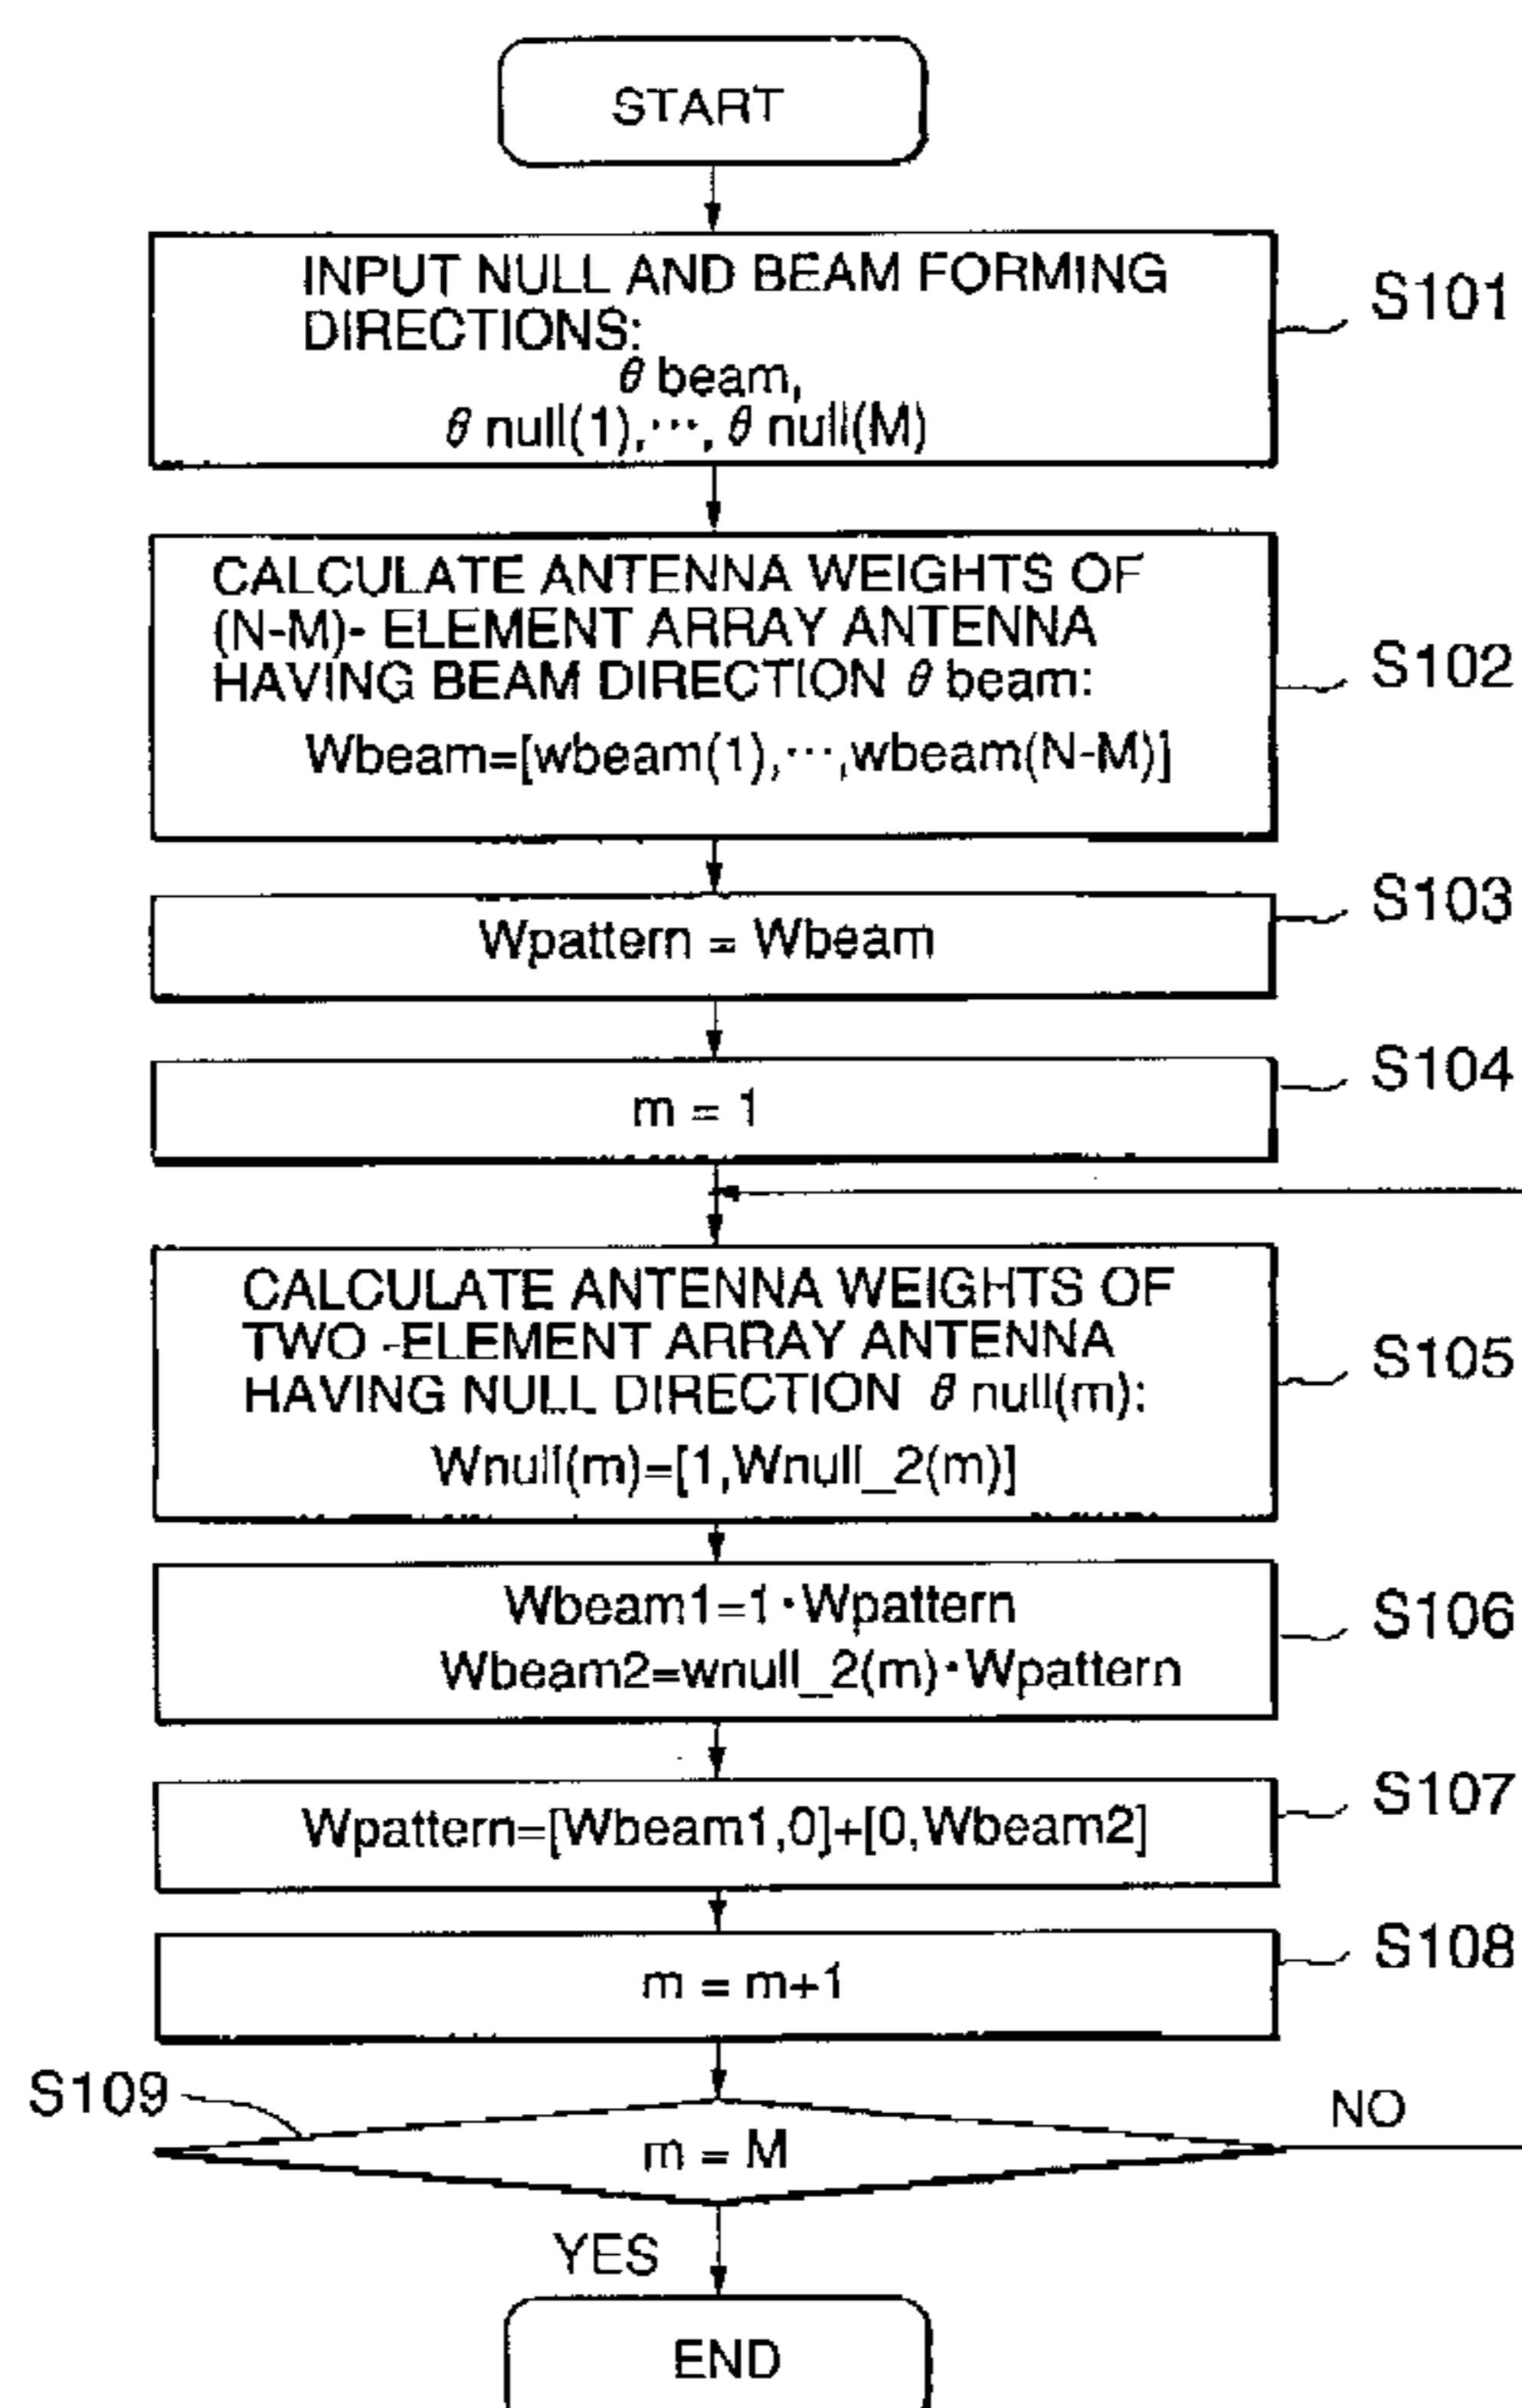 START
INPUT NULL AND BEAM FORMING
DIRECTIONS:
θ beam,
θ null(1),···, θ null(M)
S101
CALCULATE ANTENNA WEIGHTS OF
(N-M)- ELEMENT ARRAY ANTENNA
HAVING BEAM DIRECTION θ beam:
Wbeam=[wbeam(1),···,wbeam(N-M)]
S102
Wpattern = Wbeam
S103
m = 1
S104
CALCULATE ANTENNA WEIGHTS OF
TWO -ELEMENT ARRAY ANTENNA
HAVING NULL DIRECTION θ null(m):
Wnull(m)=[1,Wnull_2(m)]
S105
Wbeam1=1·Wpattern
Wbeam2=wnull_2(m)·Wpattern
S106
Wpattern=[Wbeam1,0]+[0,Wbeam2]
S107
m = m+1
S108
S109
m = M
NO
YES
END